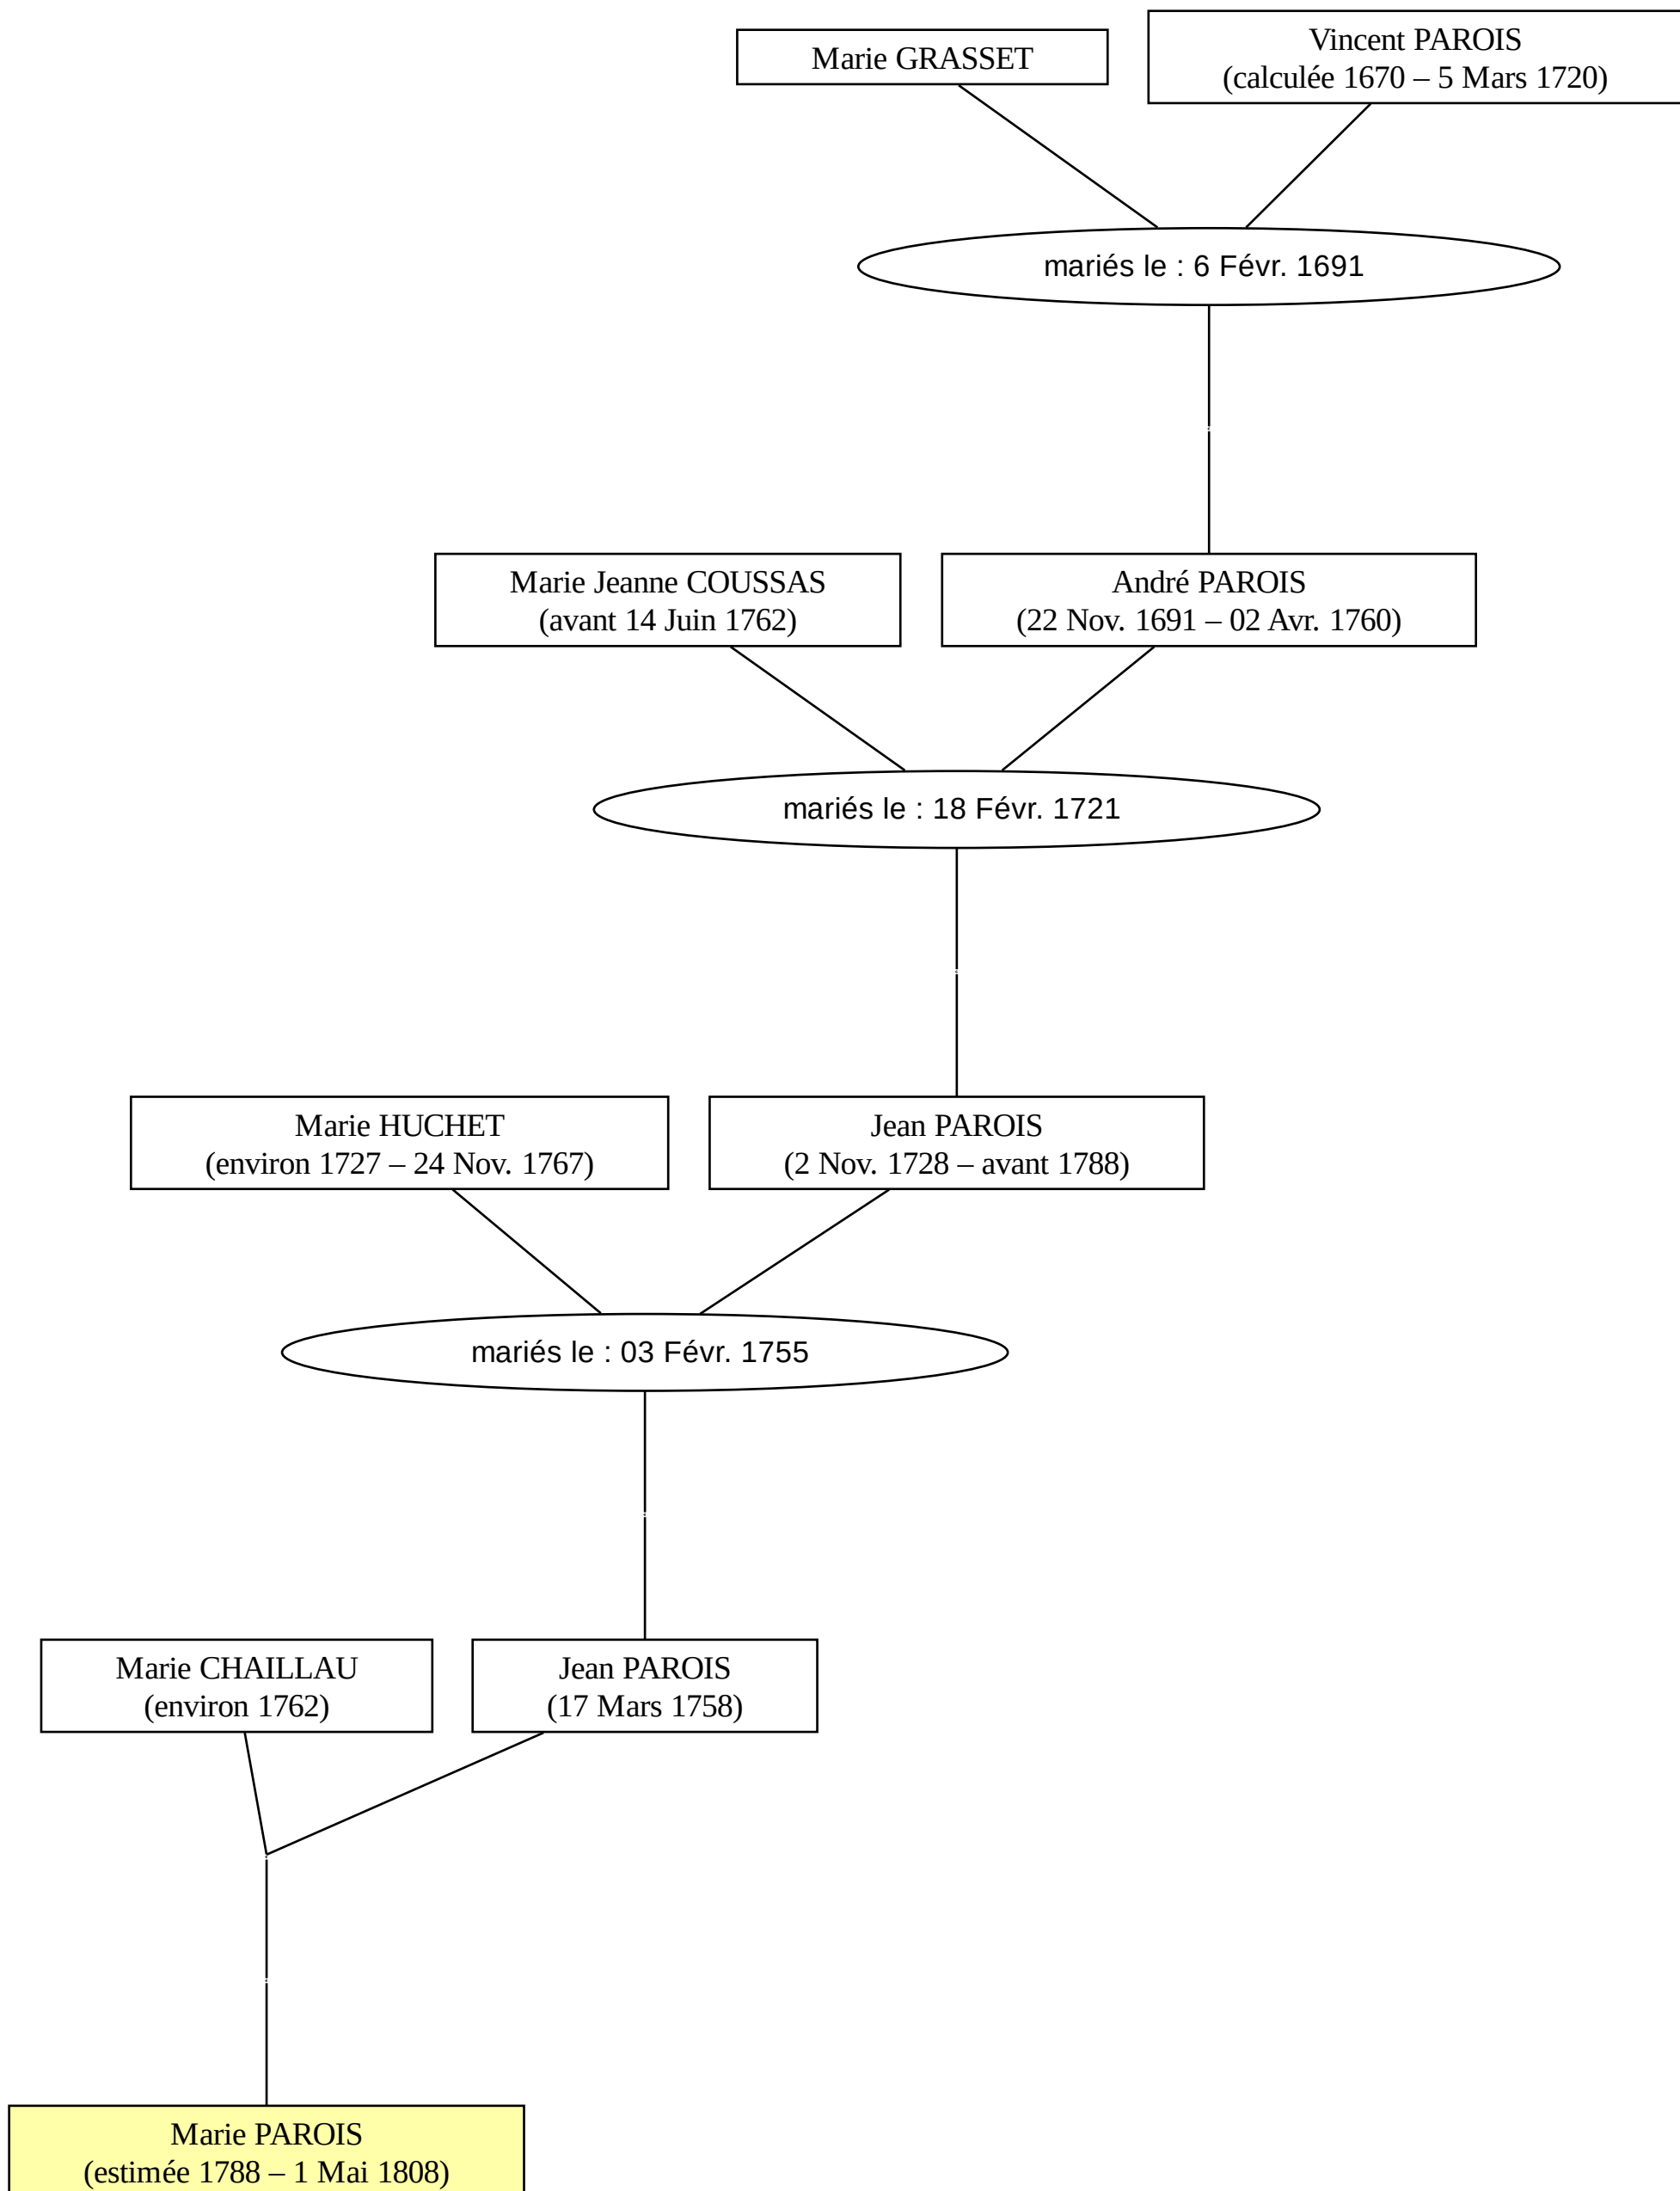 Marie GRASSET
Vincent PAROIS
(calculée 1670 – 5 Mars 1720)
mariés le : 6 Févr. 1691
Marie Jeanne COUSSAS
(avant 14 Juin 1762)
André PAROIS
(22 Nov. 1691 – 02 Avr. 1760)
mariés le : 18 Févr. 1721
Marie HUCHET
(environ 1727 – 24 Nov. 1767)
Jean PAROIS
(2 Nov. 1728 – avant 1788)
mariés le : 03 Févr. 1755
Marie CHAILLAU
(environ 1762)
Jean PAROIS
(17 Mars 1758)
Marie PAROIS
(estimée 1788 – 1 Mai 1808)